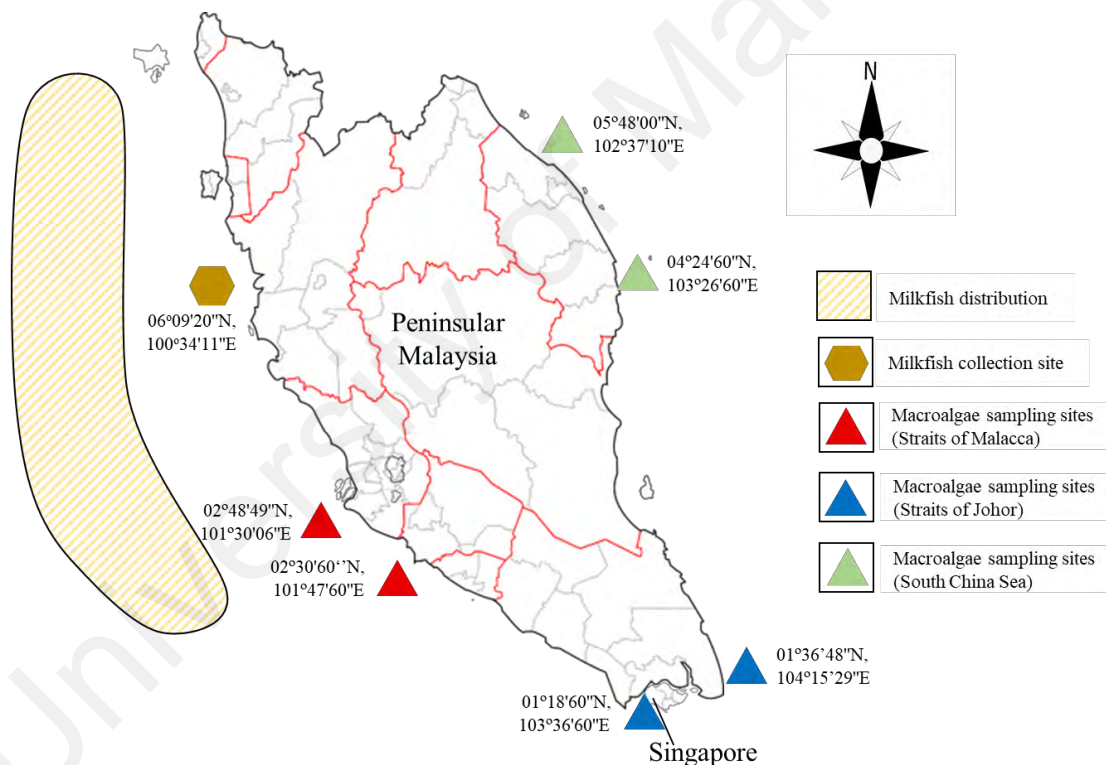 University of Mal
N
05°48'00"N,
102°37'10"E
04°24'60"N,
103°26'60"E
06°09'20"N,
100°34'11"E
Peninsular
Malaysia
02°48'49"N,
101°30'06"E
02°30'60‘’N,
101°47'60"E
01°36’48"N,
104°15’29"E
01°18'60"N,
103°36'60"E
Singapore
Milkfish distribution
Milkfish collection site
Macroalgae sampling sites
(Straits of Malacca)
Macroalgae sampling sites
(Straits of Johor)
Macroalgae sampling sites
(South China Sea)